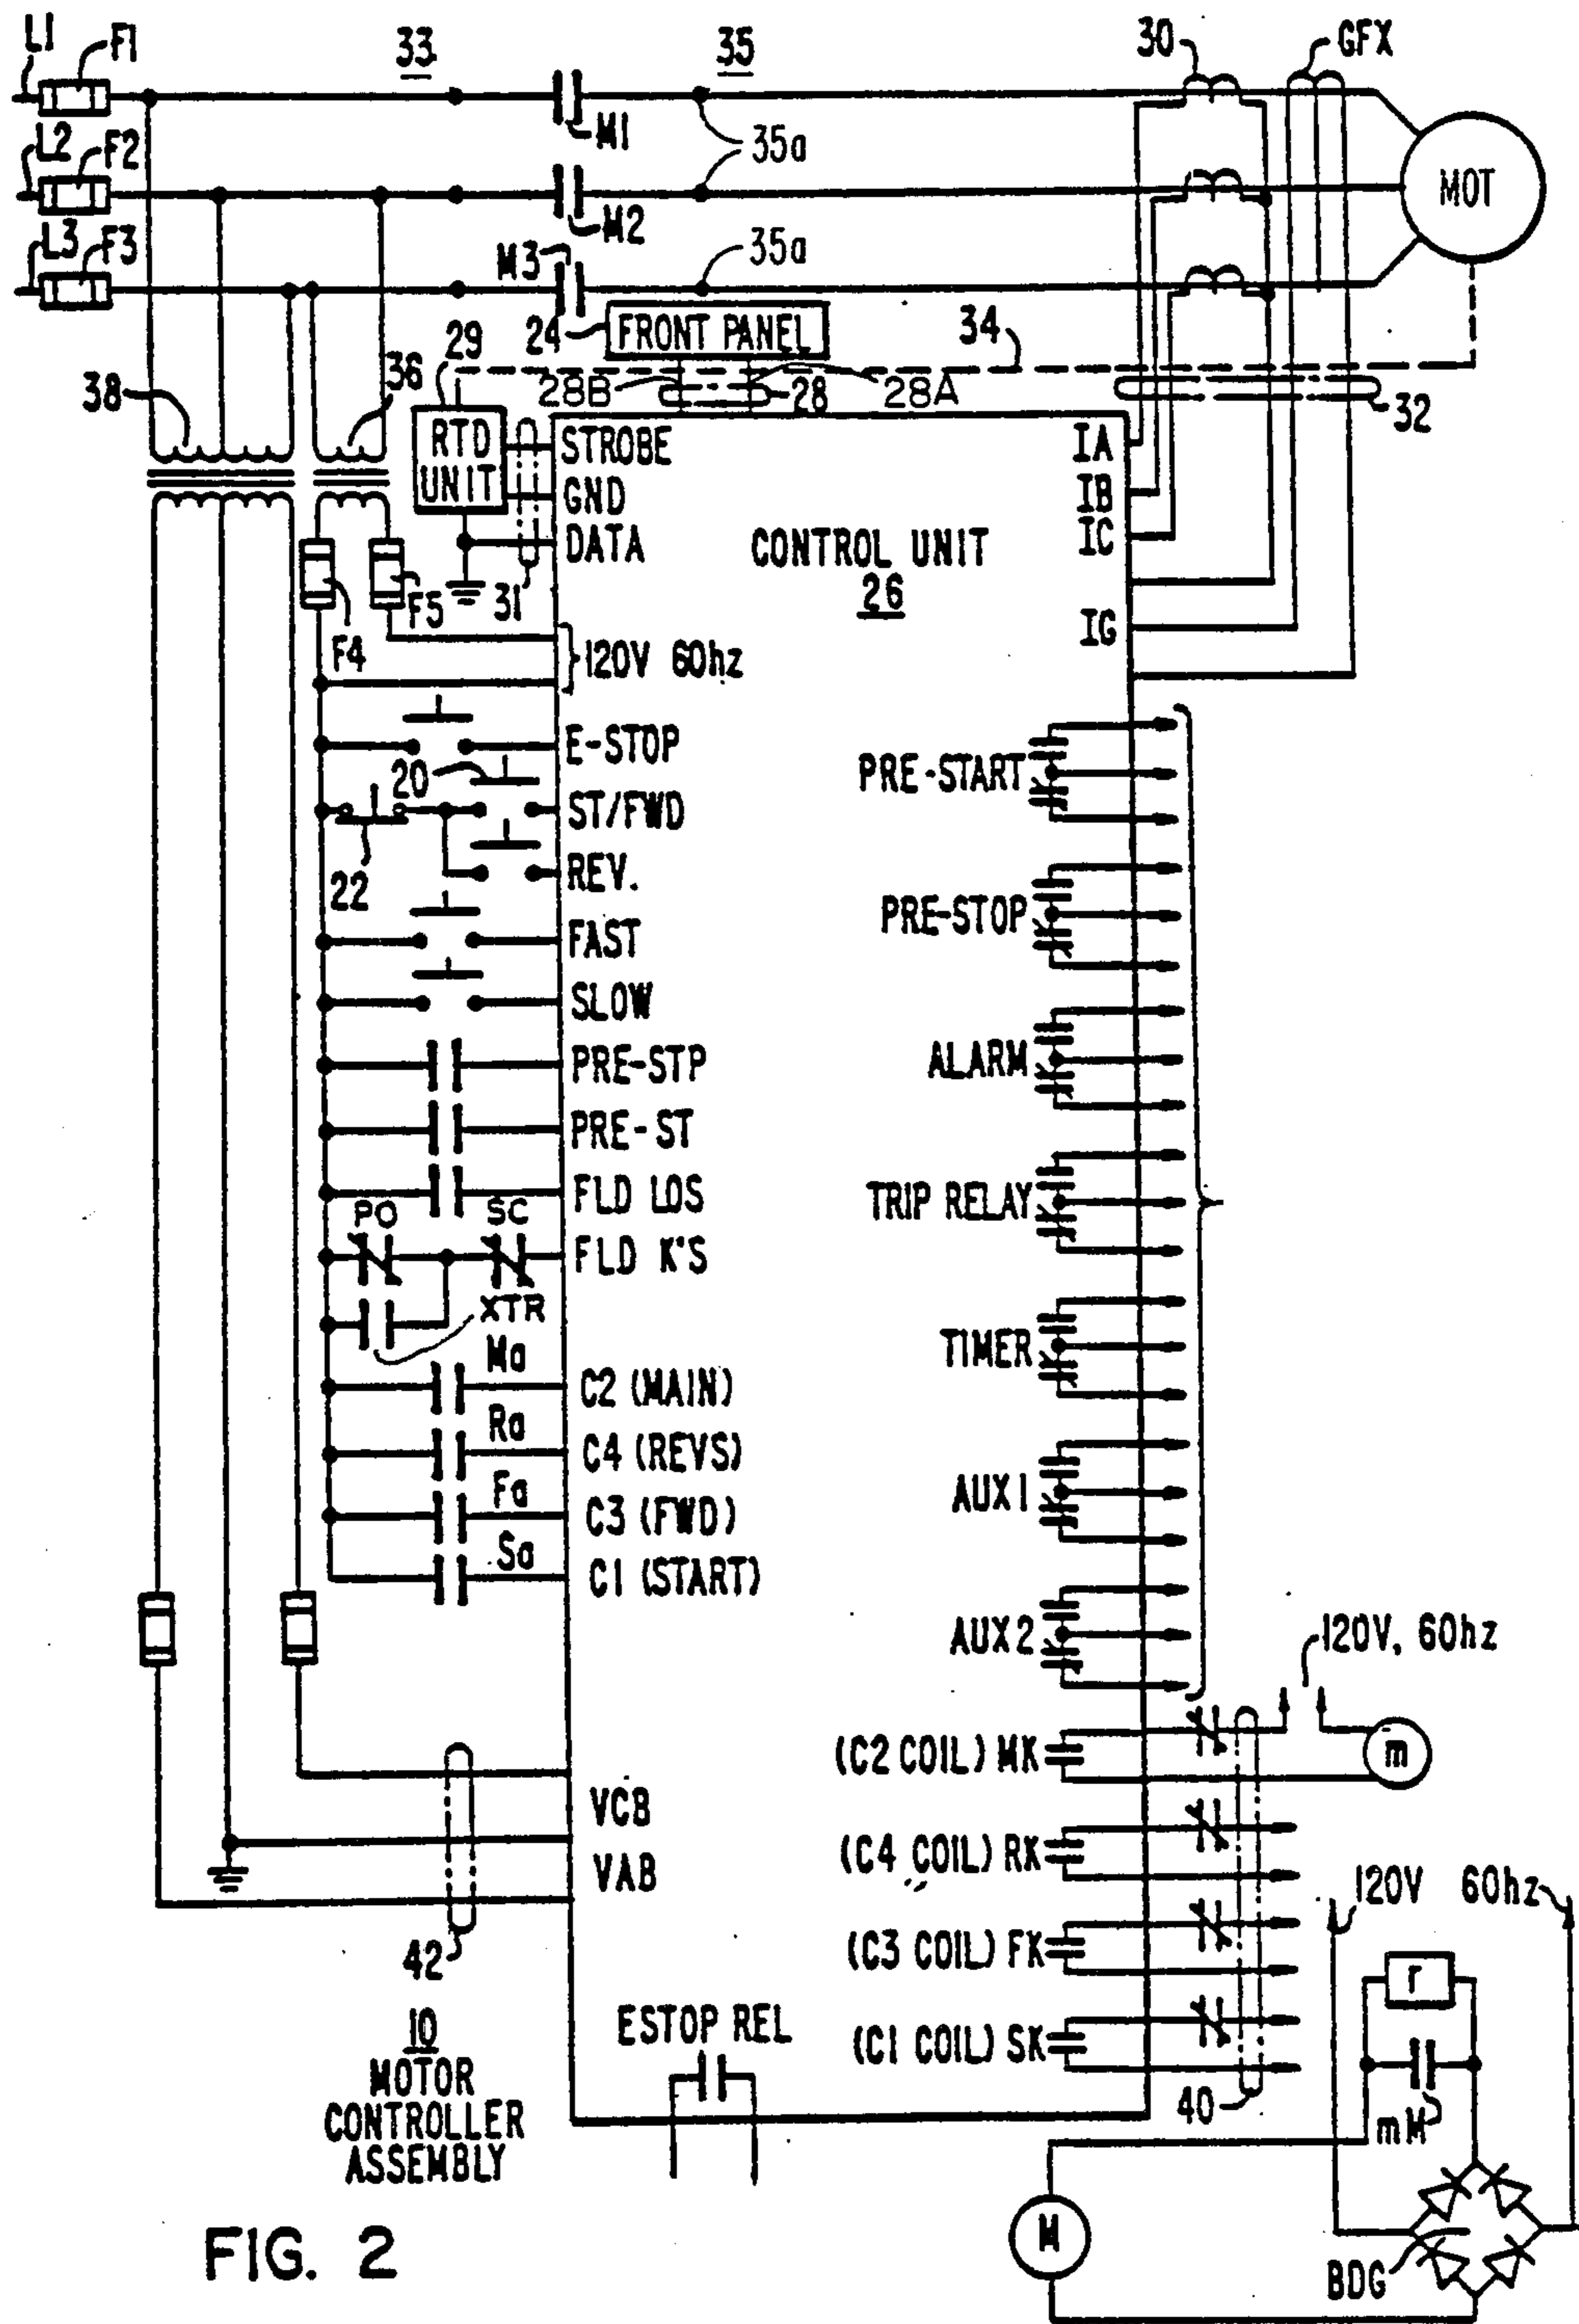 L1
F1
33
35
30
GFX
M1
L2
F2
35a
MOT
M2
L3
F3
M3
35a
24
FRONT PANEL
29
34
36
28B
28
28A
38
32
RTD
UNIT
STROBE
GND
DATA
IA
IB
IC
CONTROL UNIT
26
31
F5
F4
IG
120V 60hz
E-STOP
20
PRE-START
ST/FWD
22
REV.
PRE-STOP
FAST
SLOW
ALARM
PRE-STP
PRE-ST
FLD LOS
TRIP RELAY
PO
SC
FLD K'S
XTR
TIMER
Ma
C2 (MAIN)
Ra
C4 (REVS)
Fa
AUX1
C3 (FWD)
Sa
C1 (START)
AUX2
120V, 60hz
(C2 COIL) MK
m
VCB
(C4 COIL) RK
VAB
120V 60hz
42
(C3 COIL) FK
r
10
MOTOR
CONTROLLER
ASSEMBLY
ESTOP REL
(C1 COIL) SK
40
mM
M
BDG
FIG. 2